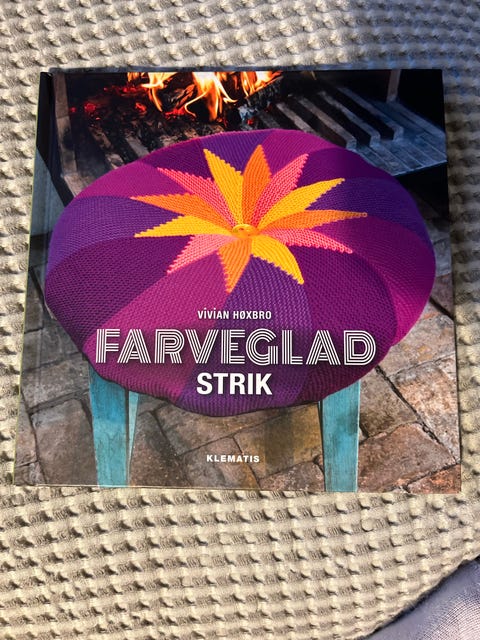 VIVIAN HØXBRO
FARVEGLAD
STRIK
KLEMATIS